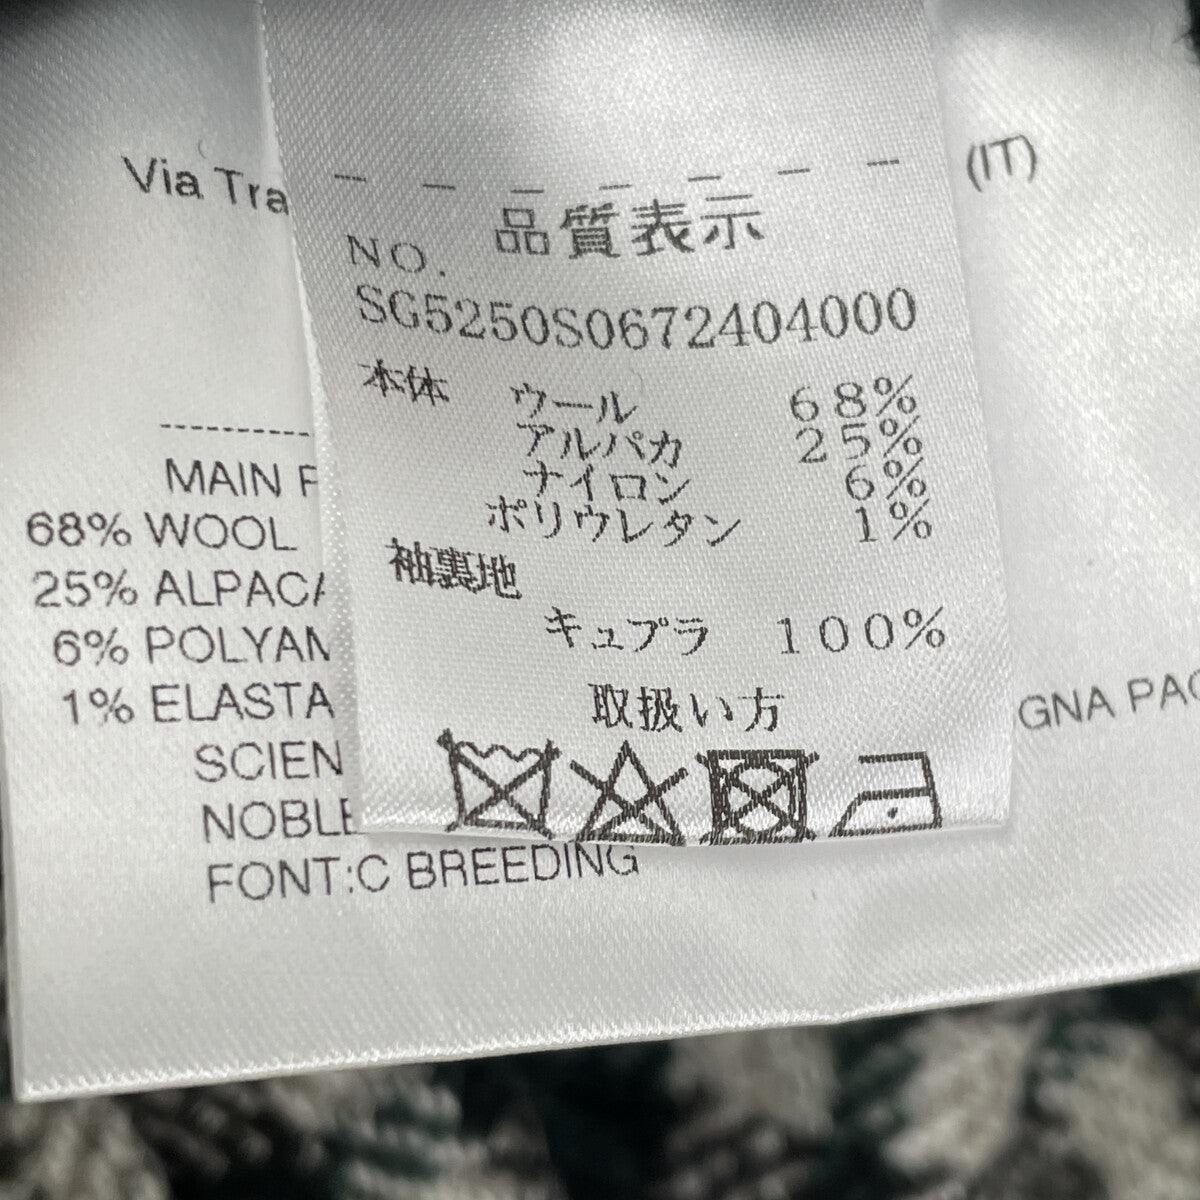 Via Tra
(IT)
品質表示
NO.
SG5250S0672404000
本体 ウール 68%
アルパカ 25%
ナイロン 6%
ポリウレタン 1%
袖裏地
キュプラ 100%
取扱い方
MAIN F
68% WOOL
25% ALPACA
6% POLYAM
1% ELASTA
SCIEN
NOBLE
FONT:C BREEDING
GNA PAC